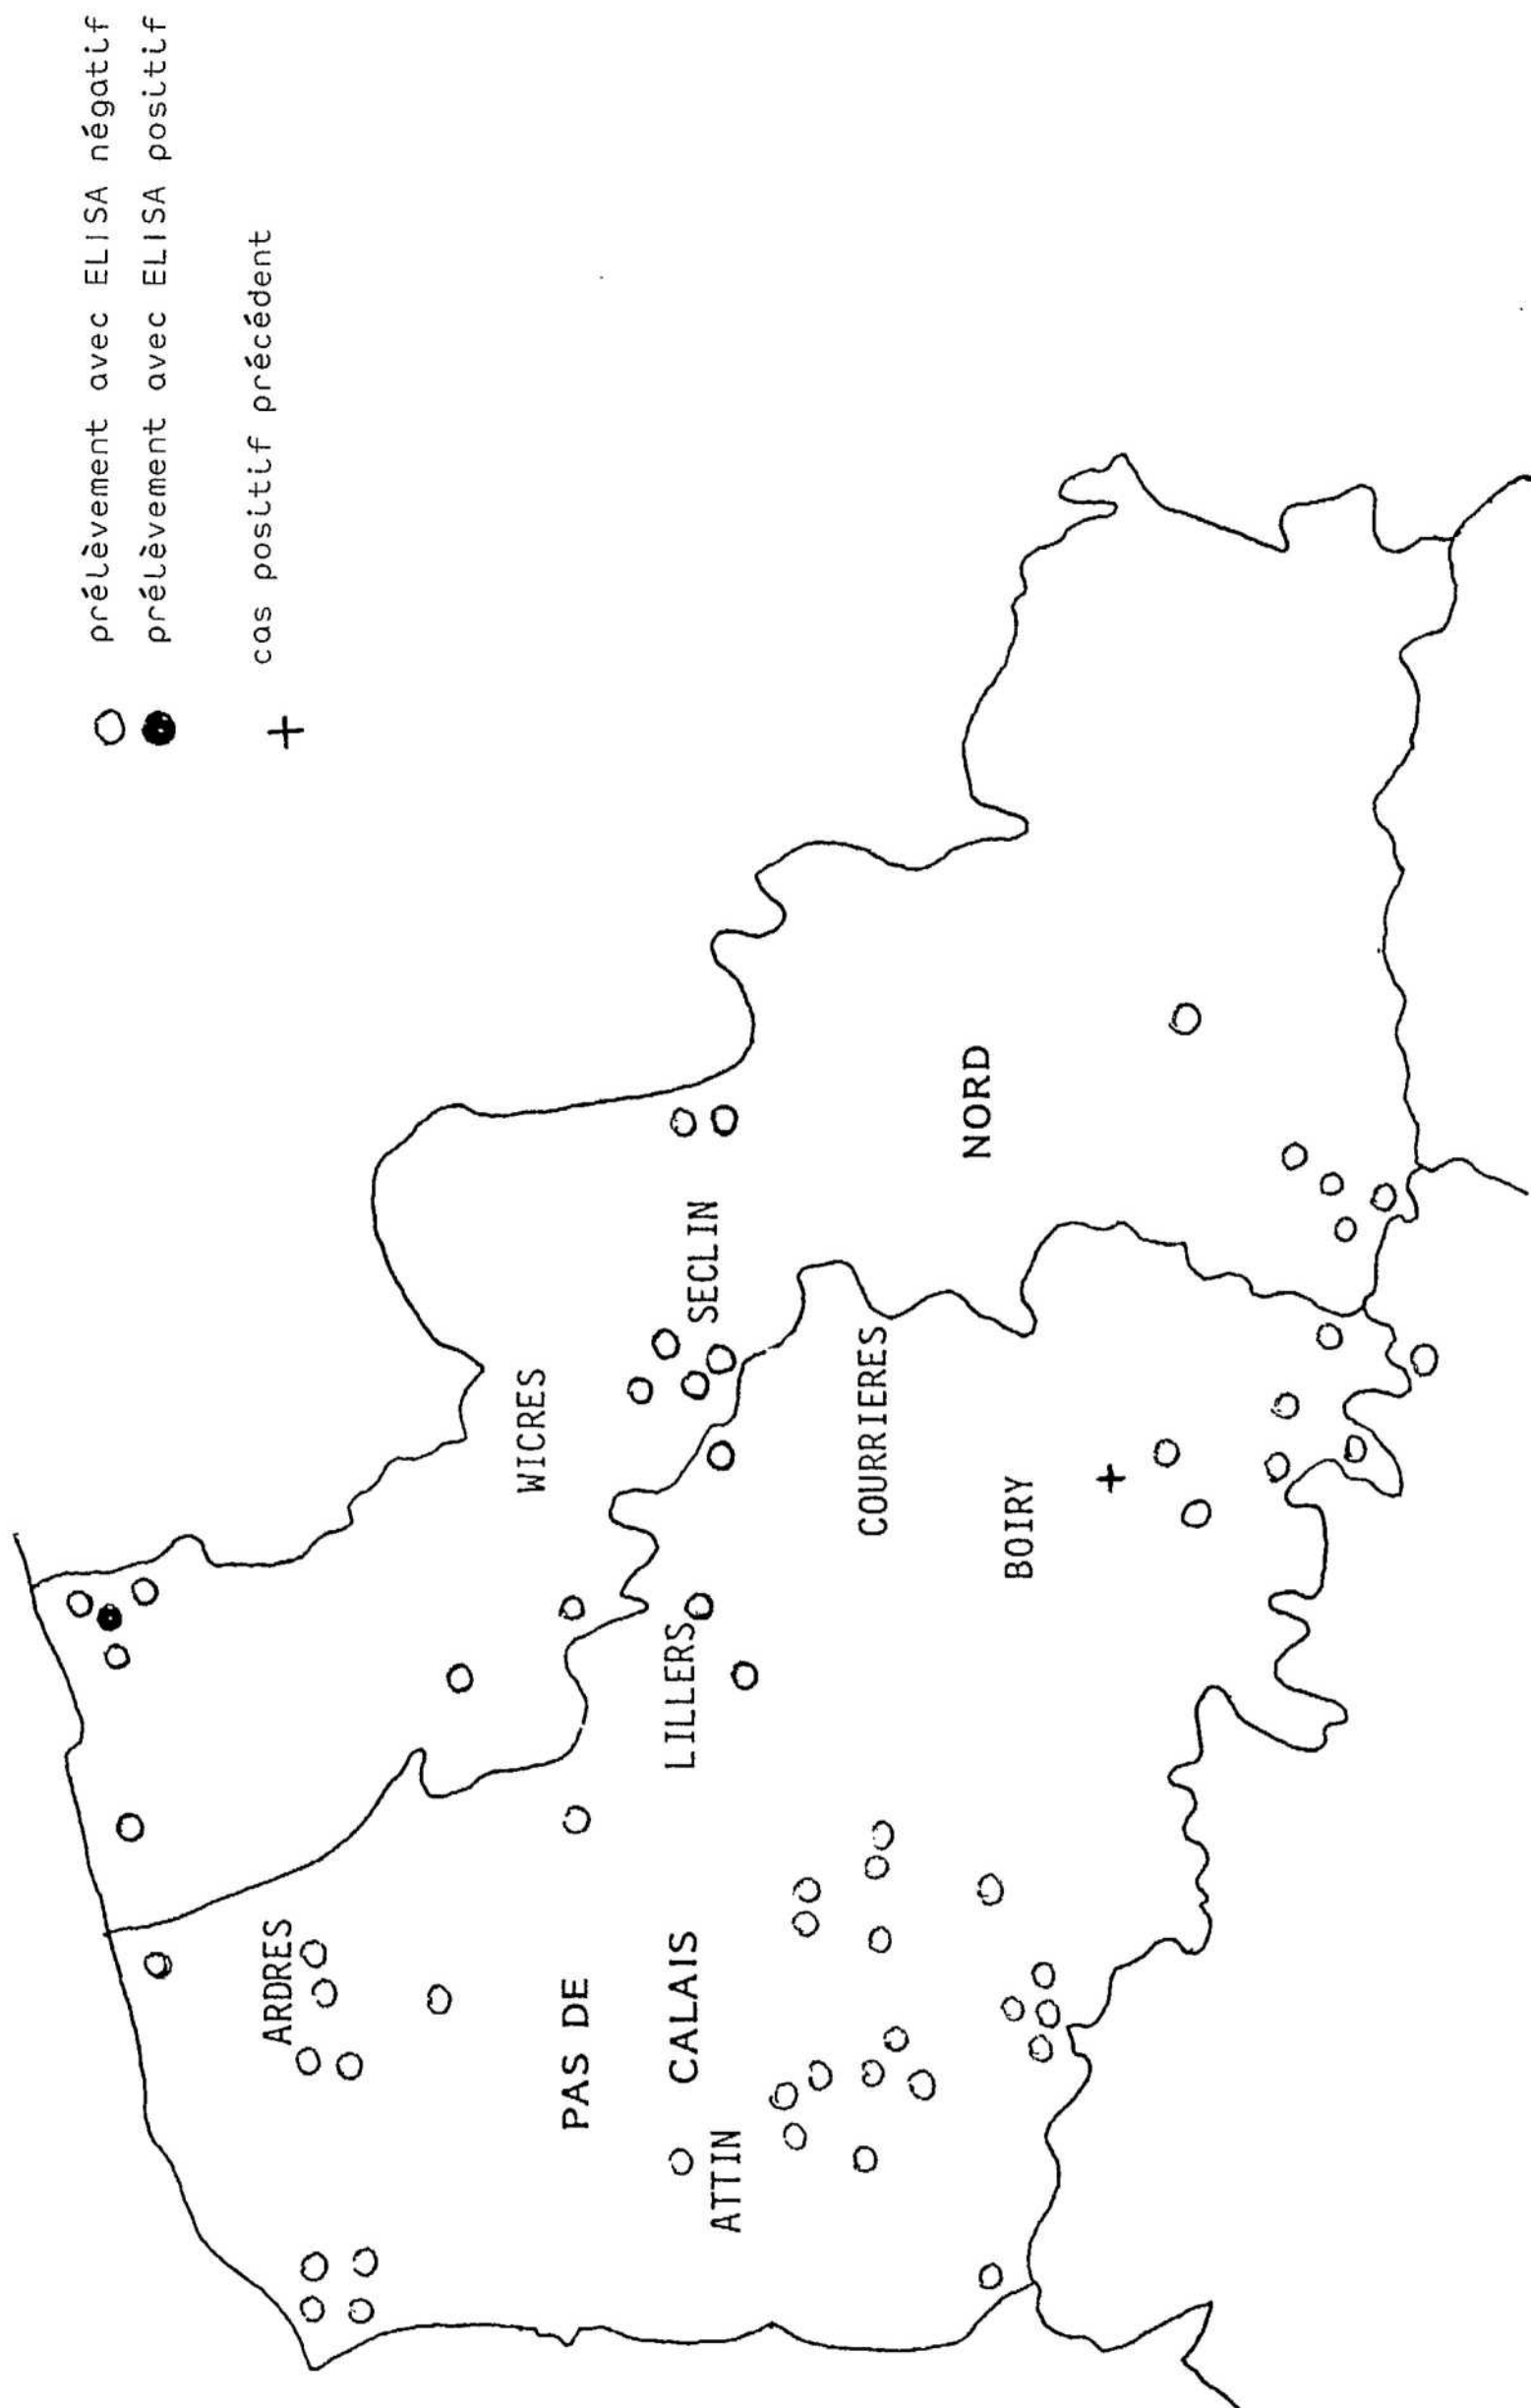 prélèvement avec ELISA négatif
prélèvement avec ELISA positif
cas positif précédent
WICRES
SECLIN
NORD
COURRIERES
BOIRY
LILLERS
ARDRES
PAS DE
CALAIS
ATTIN